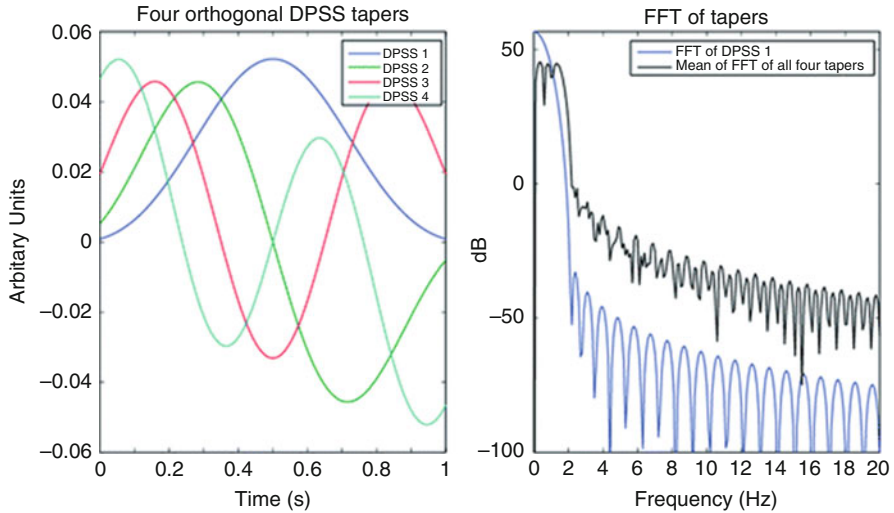 Four orthogonal DPSS tapers
0.06
0.04
0.02
0
−0.02
−0.04
−0.06
Arbitary Units
DPSS 1
DPSS 2
DPSS 3
DPSS 4
0
0.2
0.4
0.6
0.8
1
Time (s)
FFT of tapers
50
0
−50
−100
dB
FFT of DPSS 1
Mean of FFT of all four tapers
0
2
4
6
8
10
12
14
16
18
20
Frequency (Hz)